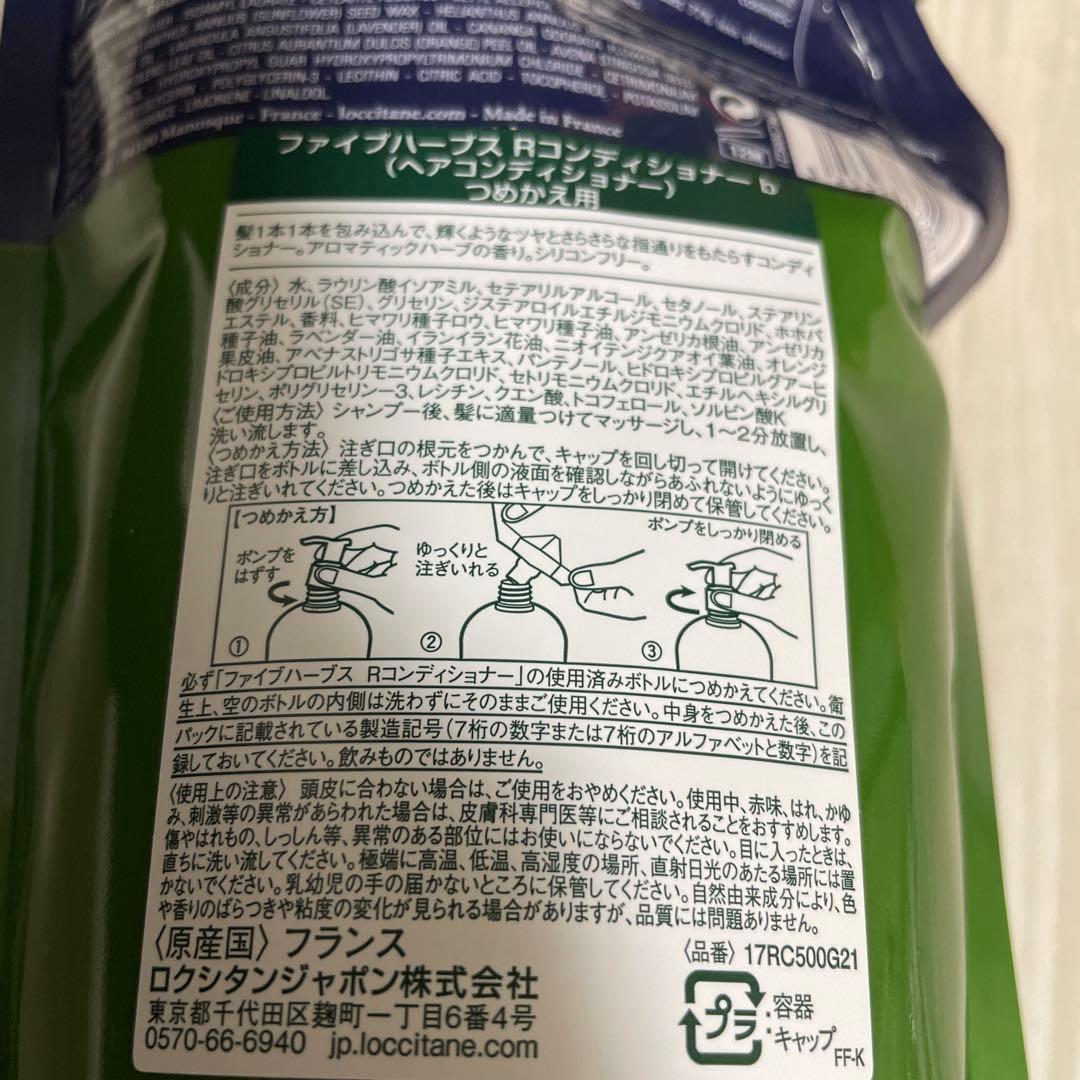 (SUNFLOWER) SEED WAX
LAVANDULA ANGUSTIFOLIA (LAVENDER) OIL - CANANGA
CITRUS AURANTIUM DULCIS (ORANGE) PEEL OIL - AVENA STRIGOSA SEED
HYDROXYPROPYL GUAR HYDROXYPROPYLTRIMONIUM CHLORIDE - CETRIMONIUM
POLYGLYCERIN-3 - LECITHIN - CITRIC ACID - TOCOPHEROL - POTASSIUM
LIMONENE - LINALOOL
Manosque - France - loccitane.com - Made in France
12M
ファイブハーブス Rコンディショナー b
(ヘアコンディショナー)
つめかえ用
髪1本1本を包み込んで、輝くようなツヤとさらさらな指通りをもたらすコンディ
ショナー。アロマティックハーブの香り。シリコンフリー。
〈成分〉水、ラウリン酸イソアミル、セテアリルアルコール、セタノール、ステアリン
酸グリセリル(SE)、グリセリン、ジステアロイルエチルジモニウムクロリド、ホホバ
エステル、香料、ヒマワリ種子ロウ、ヒマワリ種子油、アンゼリカ根油、アンゼリカ
種子油、ラベンダー油、イランイラン花油、ニオイテンジクアオイ葉油、オレンジ
果皮油、アベナストリゴサ種子エキス、パンテノール、ヒドロキシプロピルグアーヒ
ドロキシプロピルトリモニウムクロリド、セトリモニウムクロリド、エチルヘキシルグリ
セリン、ポリグリセリン-3、レシチン、クエン酸、トコフェロール、ソルビン酸K
〈ご使用方法〉シャンプー後、髪に適量つけてマッサージし、1〜2分放置し、
洗い流します。
〈つめかえ方法〉注ぎ口の根元をつかんで、キャップを回し切って開けてください。
注ぎ口をボトルに差し込み、ボトル側の液面を確認しながらあふれないようにゆっく
りと注ぎいれてください。つめかえた後はキャップをしっかり閉めて保管してください。
【つめかえ方】
ポンプを
はずす
①
ゆっくりと
注ぎいれる
②
ポンプをしっかり閉める
③
必ず「ファイブハーブス Rコンディショナー」の使用済みボトルにつめかえてください。衛
生上、空のボトルの内側は洗わずにそのままご使用ください。中身をつめかえた後、この
パックに記載されている製造記号(7桁の数字または7桁のアルファベットと数字)を記
録しておいてください。飲みものではありません。
〈使用上の注意〉頭皮に合わない場合は、ご使用をおやめください。使用中、赤味、はれ、かゆ
み、刺激等の異常があらわれた場合は、皮膚科専門医等にご相談されることをおすすめします。
傷やはれもの、しっしん等、異常のある部位にはお使いにならないでください。目に入ったときは、
直ちに洗い流してください。極端に高温、低温、高湿度の場所、直射日光のあたる場所には置
かないでください。乳幼児の手の届かないところに保管してください。自然由来成分により、色
や香りのばらつきや粘度の変化が見られる場合がありますが、品質には問題ありません。
〈原産国〉フランス
ロクシタンジャポン株式会社
東京都千代田区麹町一丁目6番4号
0570-66-6940 jp.loccitane.com
〈品番〉17RC500G21
プラ
:容器
キャップ
FF-K